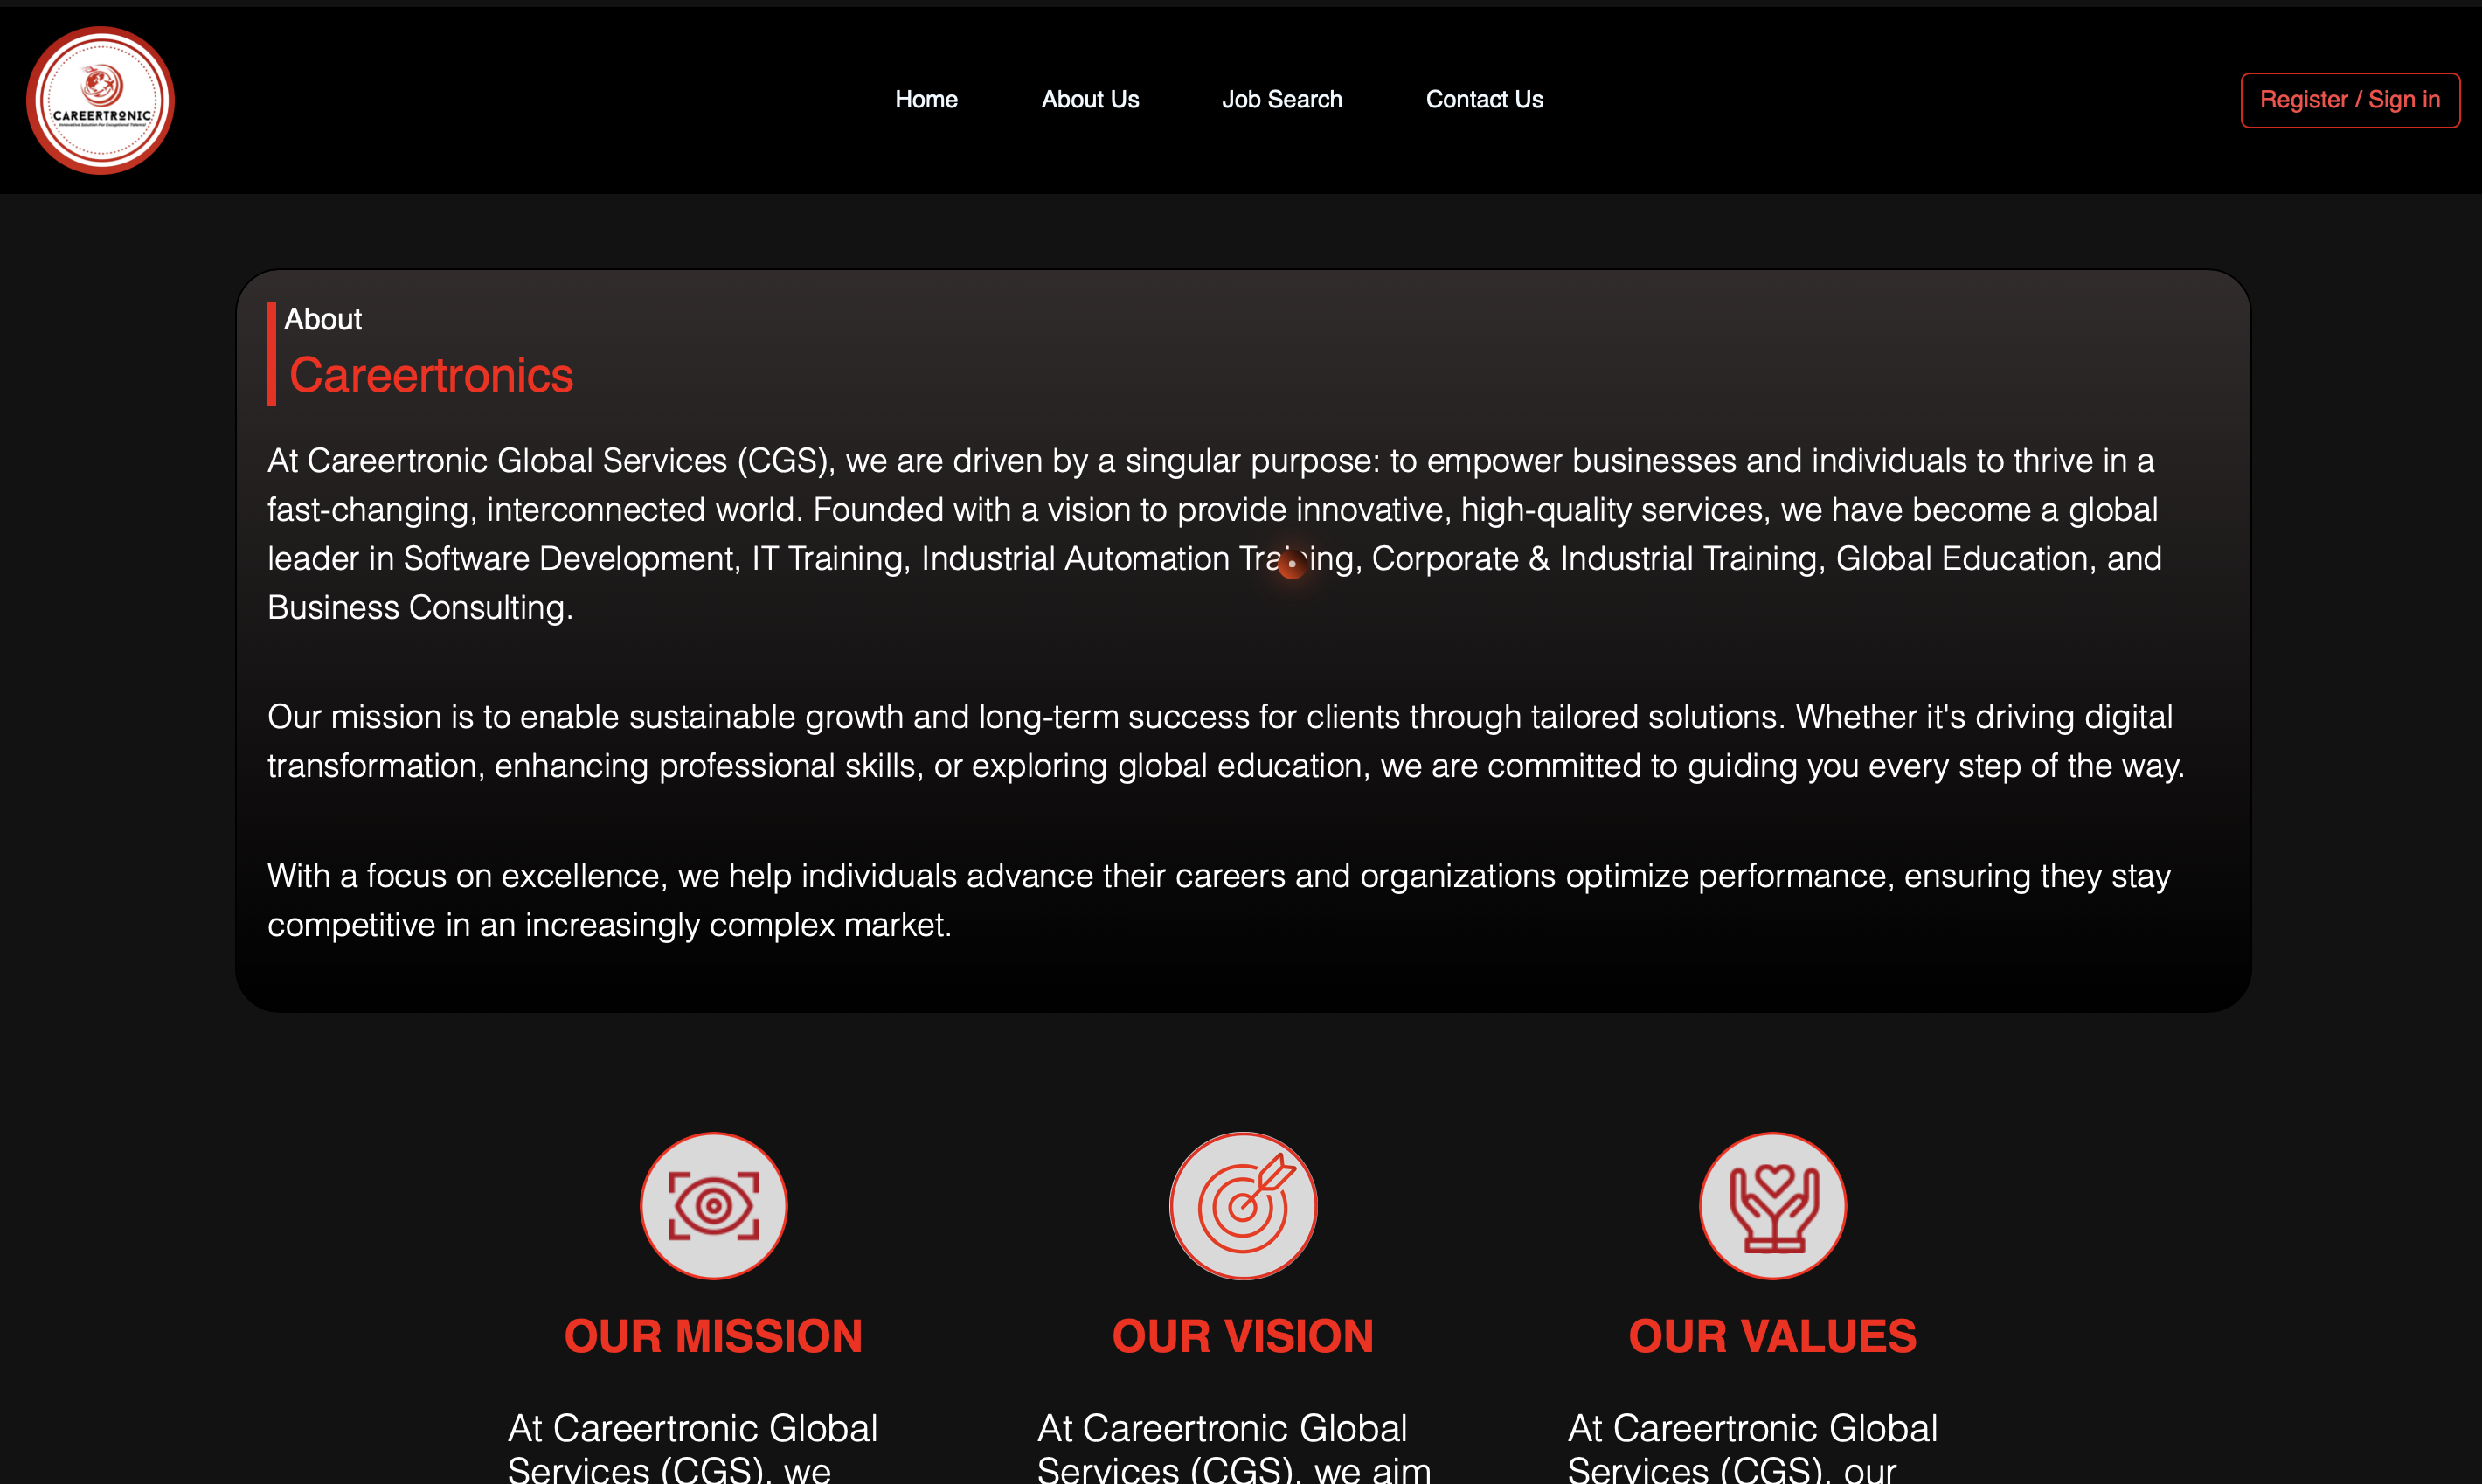 CAREERTRONIC
Innovative Solution For Exceptional Talents!
Home
About Us
Job Search
Contact Us
Register / Sign in
About
Careertronics
At Careertronic Global Services (CGS), we are driven by a singular purpose: to empower businesses and individuals to thrive in a
fast-changing, interconnected world. Founded with a vision to provide innovative, high-quality services, we have become a global
leader in Software Development, IT Training, Industrial Automation Training, Corporate & Industrial Training, Global Education, and
Business Consulting.
Our mission is to enable sustainable growth and long-term success for clients through tailored solutions. Whether it's driving digital
transformation, enhancing professional skills, or exploring global education, we are committed to guiding you every step of the way.
With a focus on excellence, we help individuals advance their careers and organizations optimize performance, ensuring they stay
competitive in an increasingly complex market.
OUR MISSION
At Careertronic Global
Services (CGS), we
OUR VISION
At Careertronic Global
Services (CGS), we aim
OUR VALUES
At Careertronic Global
Services (CGS), our